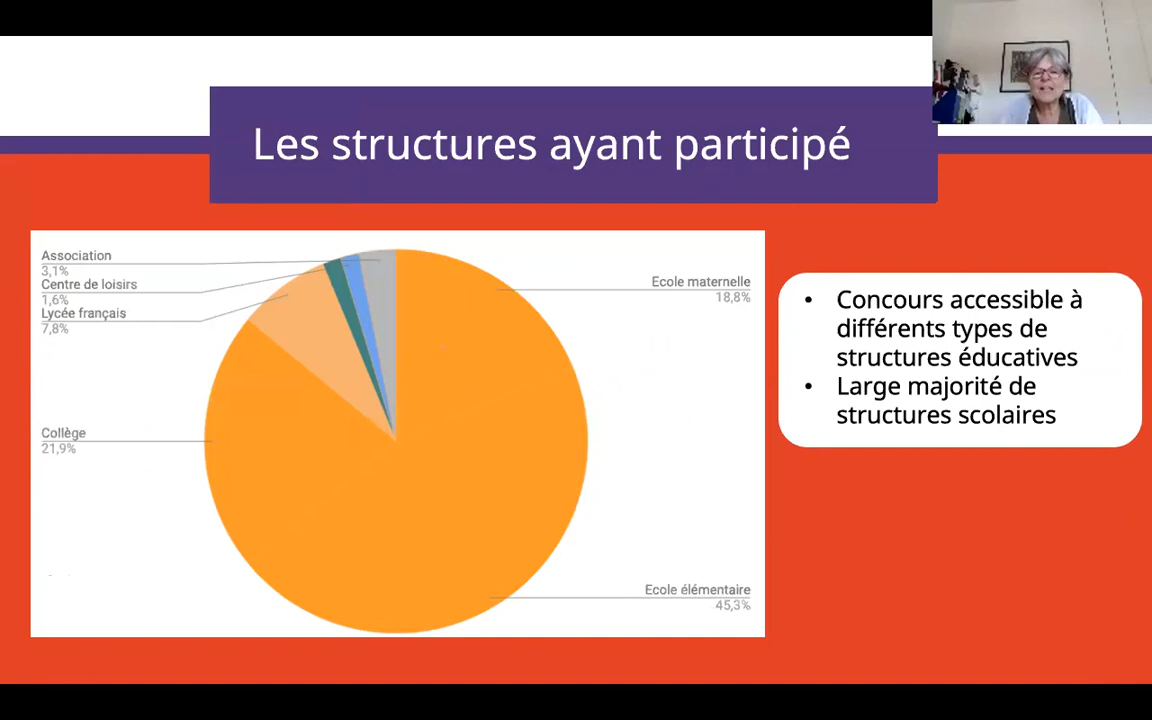 Les structures ayant participé
Association
3,1%
Centre de loisirs
1,6%
Lycée français
7,8%
Collège
21,9%
Ecole maternelle
18,8%
Ecole élémentaire
45,3%
• Concours accessible à
différents types de
structures éducatives
• Large majorité de
structures scolaires